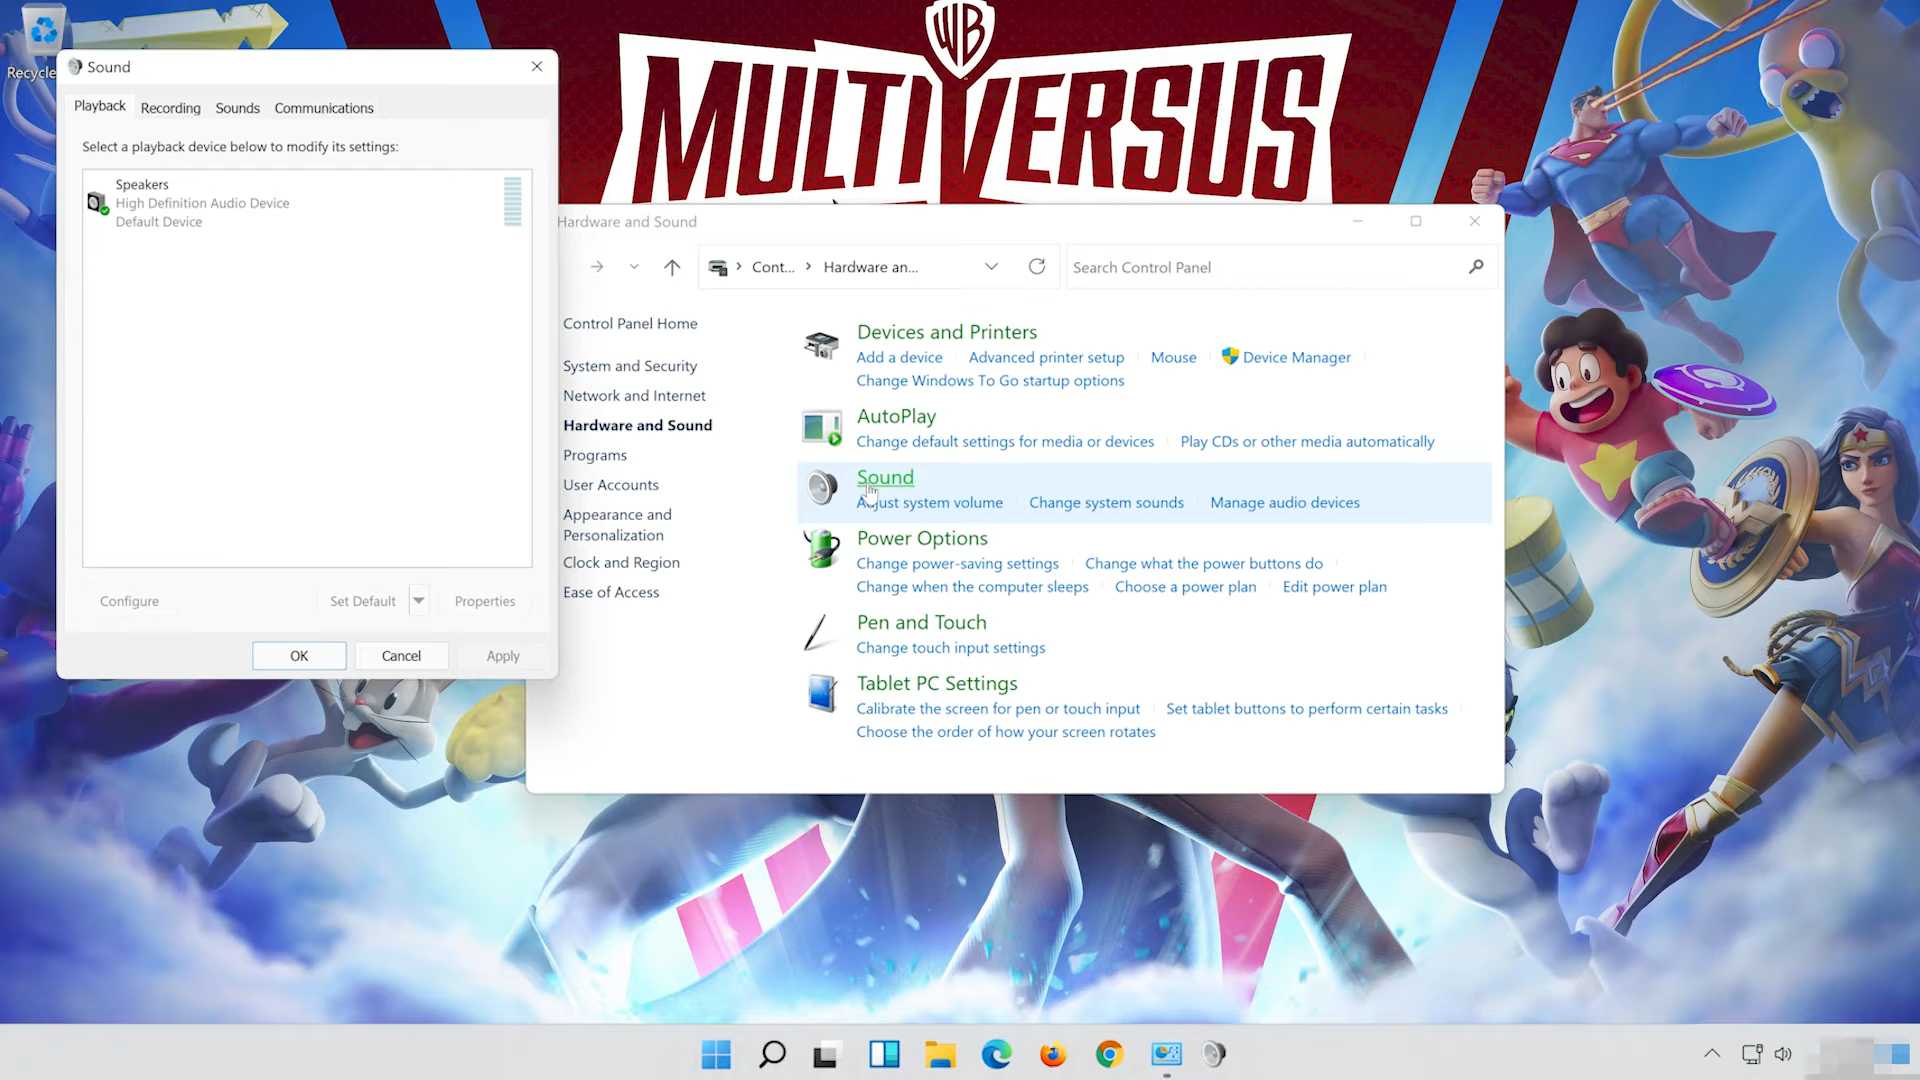 Recycle
WB
MULTIVERSUS
Sound
Playback
Recording
Sounds
Communications
Select a playback device below to modify its settings:
Speakers
High Definition Audio Device
Default Device
Configure
Set Default
Properties
OK
Cancel
Apply
Hardware and Sound
Cont...
Hardware an...
Search Control Panel
Control Panel Home
System and Security
Network and Internet
Hardware and Sound
Programs
User Accounts
Appearance and
Personalization
Clock and Region
Ease of Access
Devices and Printers
Add a device
Advanced printer setup
Mouse
Device Manager
Change Windows To Go startup options
AutoPlay
Change default settings for media or devices
Play CDs or other media automatically
Sound
Adjust system volume
Change system sounds
Manage audio devices
Power Options
Change power-saving settings
Change what the power buttons do
Change when the computer sleeps
Choose a power plan
Edit power plan
Pen and Touch
Change touch input settings
Tablet PC Settings
Calibrate the screen for pen or touch input
Set tablet buttons to perform certain tasks
Choose the order of how your screen rotates